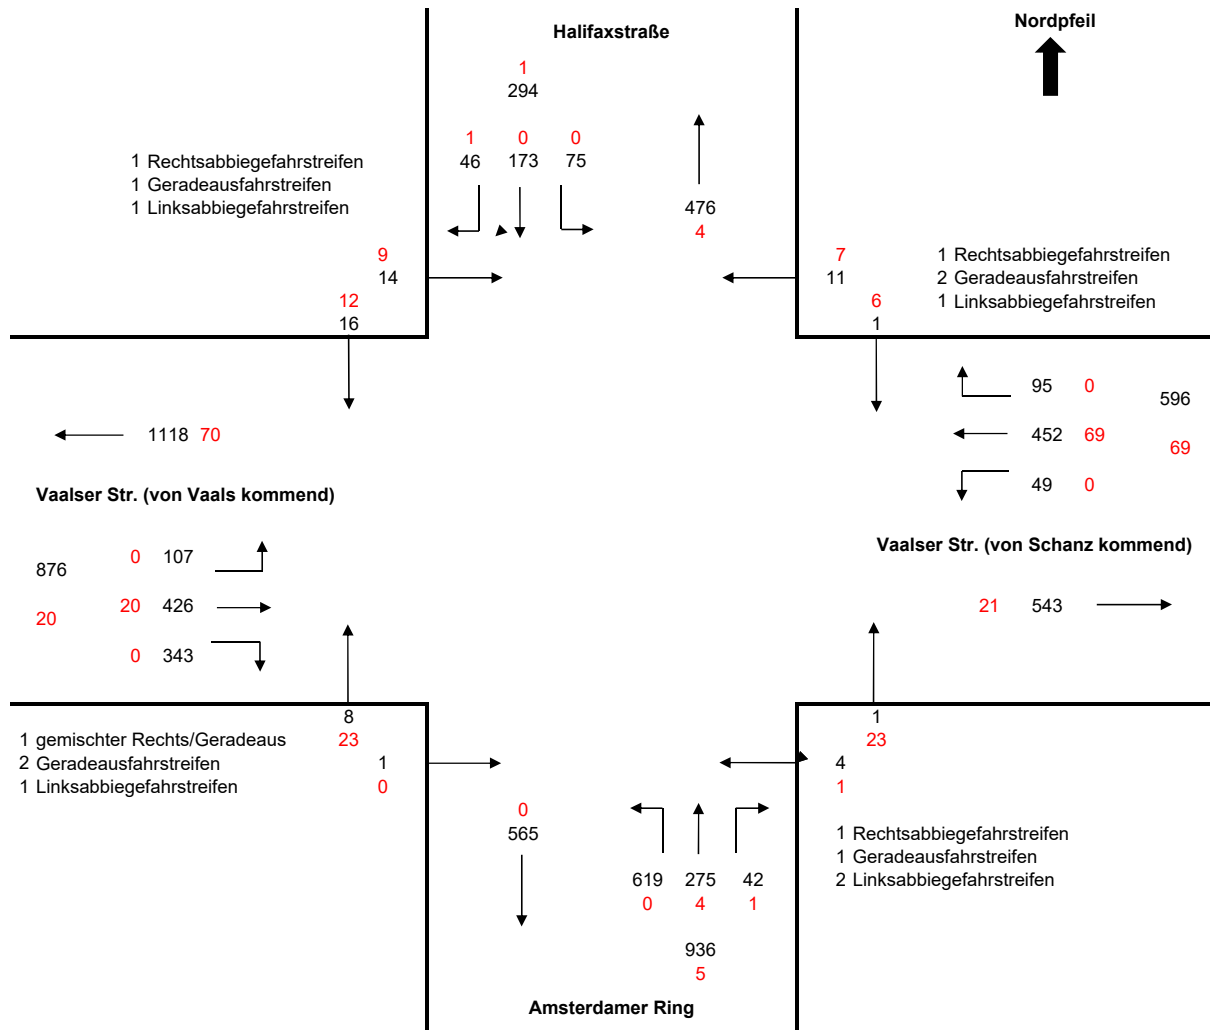 Nordpfeil
Halifaxstraße
1
294
1 0 0
46 173 75
1 Rechtsabbiegefahrstreifen
1 Geradeausfahrstreifen
1 Linksabbiegefahrstreifen
476
4
9
14
12
16
7
11
6
1
1 Rechtsabbiegefahrstreifen
2 Geradeausfahrstreifen
1 Linksabbiegefahrstreifen
95 0
596
1118 70
452 69
69
49 0
Vaalser Str. (von Vaals kommend)
Vaalser Str. (von Schanz kommend)
0 107
876
20 426
20
0 343
21 543
8
23
1
0
1
23
4
1
1 gemischter Rechts/Geradeaus
2 Geradeausfahrstreifen
1 Linksabbiegefahrstreifen
0
565
1 Rechtsabbiegefahrstreifen
1 Geradeausfahrstreifen
2 Linksabbiegefahrstreifen
619 275 42
0 4 1
936
5
Amsterdamer Ring